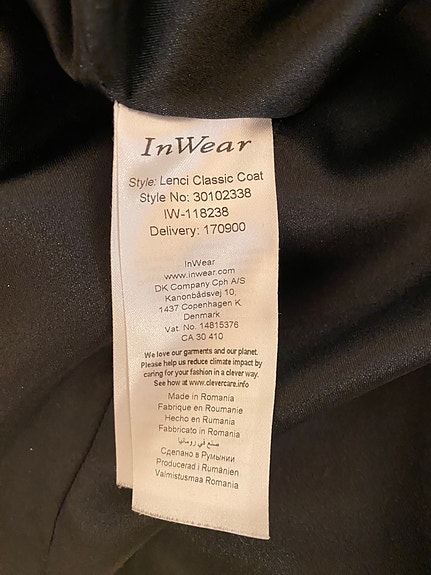 InWear
Style: Lenci Classic Coat
Style No: 30102338
IW-118238
Delivery: 170900
InWear
www.inwear.com
DK Company Cph A/S
Kanonbådsvej 10,
1437 Copenhagen K
Denmark
Vat. No. 14815376
CA 30 410
We love our garments and our planet.
Please help us reduce climate impact by
caring for your fashion in a clever way.
See how at www.clevercare.info
Made in Romania
Fabrique en Roumanie
Hecho en Rumania
Fabbricato in Romania
صنع في رومانيا
Сделано в Румынии
Producerad i Rumänien
Valmistusmaa Romania